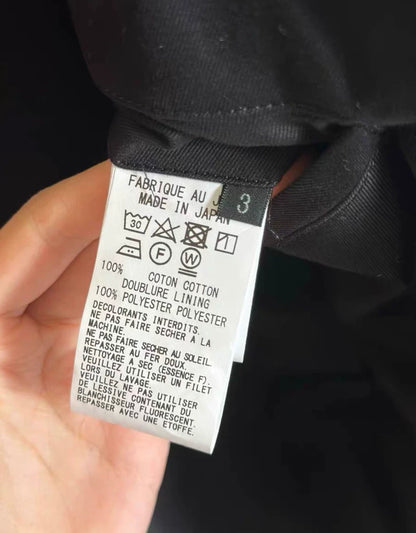 FABRIQUE AU J
MADE IN JAPAN
3
30
F
W
100%
COTON COTTON
DOUBLURE LINING
100% POLYESTER POLYESTER
DECOLORANTS INTERDITS.
NE PAS FAIRE SECHER A LA
MACHINE.
NE PAS FAIRE SECHER AU SOLEIL.
REPASSER AU FER DOUX.
NETTOYAGE A SEC (ESSENCE F).
VEUILLEZ UTILISER UN FILET
LORS DU LAVAGE.
VEUILLEZ NE PAS UTILISER
DE LESSIVE CONTENANT DU
BLANCHISSEUR FLUORESCENT.
REPASSER AVEC UNE ETOFFE.